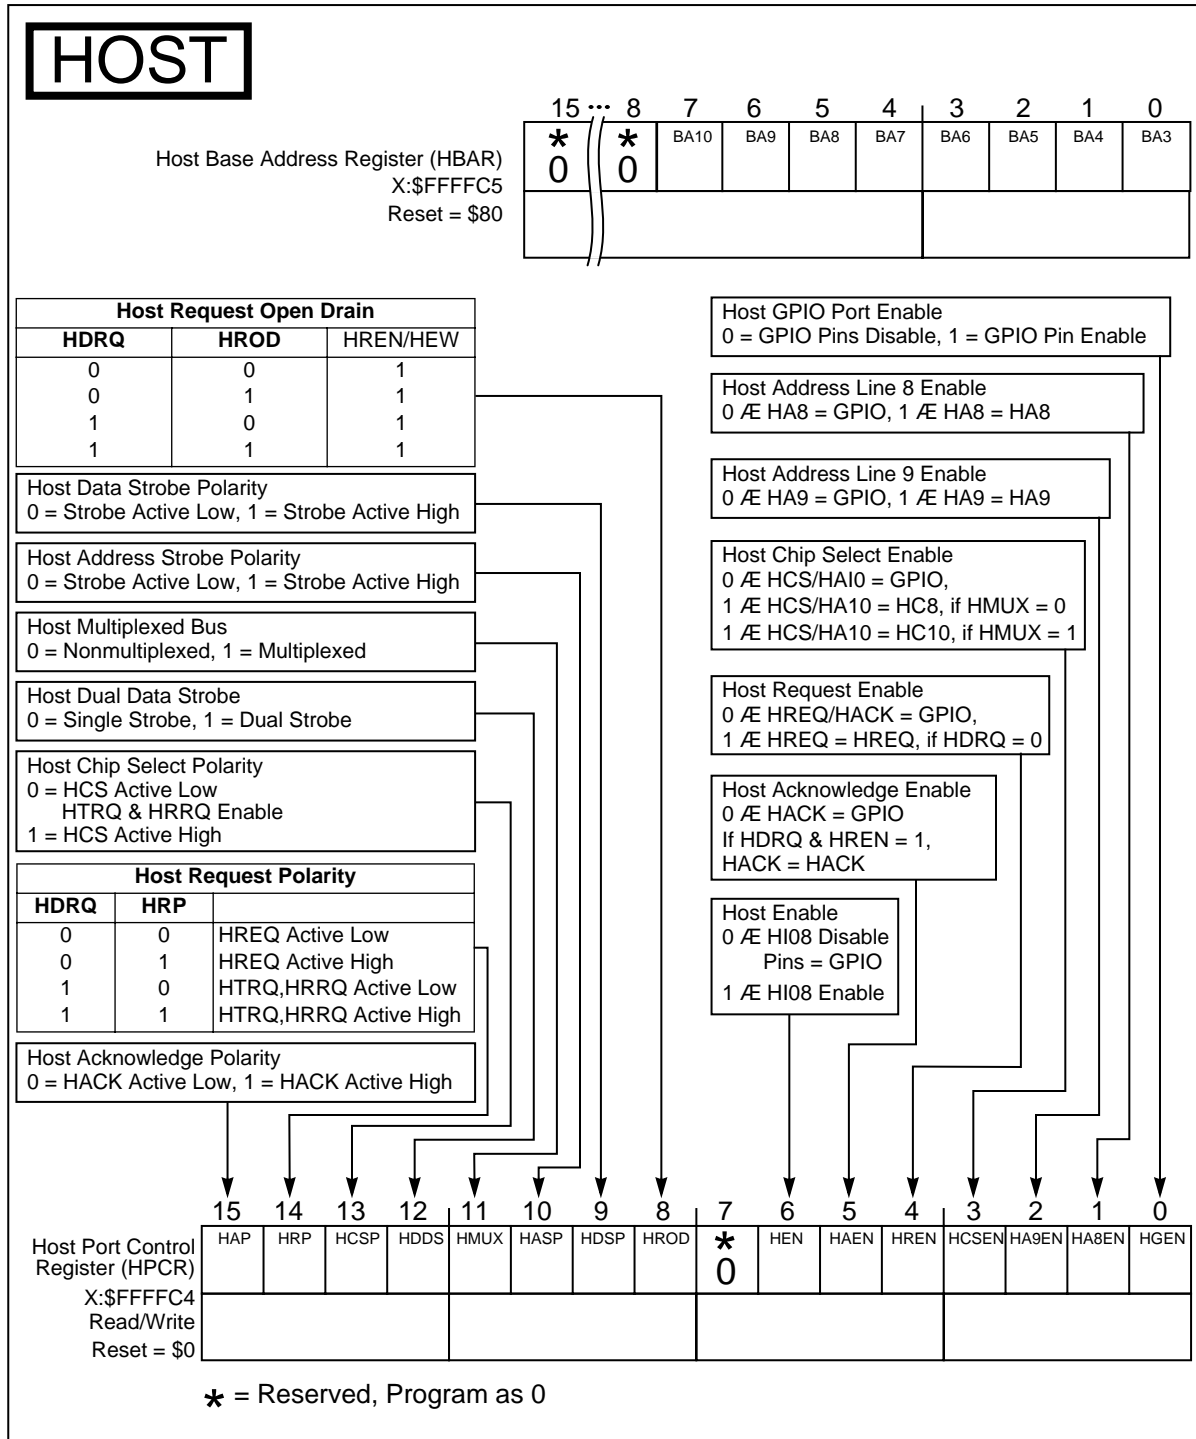 HOST
15 ••• 8 7 6 5 4 3 2 1 0
* * BA10 BA9 BA8 BA7 BA6 BA5 BA4 BA3
0 0
Host Base Address Register (HBAR)
X:$FFFFC5
Reset = $80
Host Request Open Drain
HDRQ HROD HREN/HEW
0 0 1
0 1 1
1 0 1
1 1 1
Host Data Strobe Polarity
0 = Strobe Active Low, 1 = Strobe Active High
Host Address Strobe Polarity
0 = Strobe Active Low, 1 = Strobe Active High
Host Multiplexed Bus
0 = Nonmultiplexed, 1 = Multiplexed
Host Dual Data Strobe
0 = Single Strobe, 1 = Dual Strobe
Host Chip Select Polarity
0 = HCS Active Low
HTRQ & HRRQ Enable
1 = HCS Active High
Host Request Polarity
HDRQ HRP
0 0 HREQ Active Low
0 1 HREQ Active High
1 0 HTRQ,HRRQ Active Low
1 1 HTRQ,HRRQ Active High
Host Acknowledge Polarity
0 = HACK Active Low, 1 = HACK Active High
Host GPIO Port Enable
0 = GPIO Pins Disable, 1 = GPIO Pin Enable
Host Address Line 8 Enable
0 Æ HA8 = GPIO, 1 Æ HA8 = HA8
Host Address Line 9 Enable
0 Æ HA9 = GPIO, 1 Æ HA9 = HA9
Host Chip Select Enable
0 Æ HCS/HAI0 = GPIO,
1 Æ HCS/HA10 = HC8, if HMUX = 0
1 Æ HCS/HA10 = HC10, if HMUX = 1
Host Request Enable
0 Æ HREQ/HACK = GPIO,
1 Æ HREQ = HREQ, if HDRQ = 0
Host Acknowledge Enable
0 Æ HACK = GPIO
If HDRQ & HREN = 1,
HACK = HACK
Host Enable
0 Æ HI08 Disable
Pins = GPIO
1 Æ HI08 Enable
15 14 13 12 11 10 9 8 7 6 5 4 3 2 1 0
HAP HRP HCSP HDDS HMUX HASP HDSP HROD * HEN HAEN HREN HCSEN HA9EN HA8EN HGEN
0
Host Port Control
Register (HPCR)
X:$FFFFC4
Read/Write
Reset = $0
* = Reserved, Program as 0